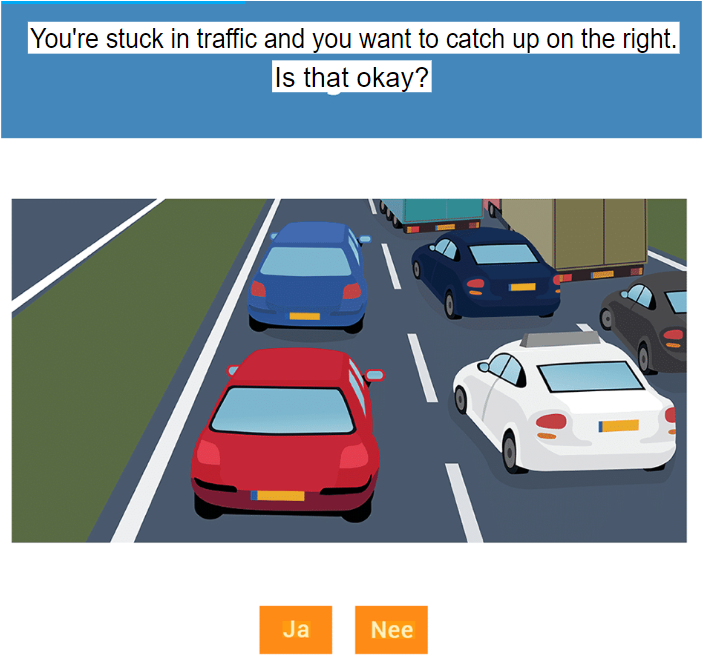 You're stuck in traffic and you want to catch up on the right.
Is that okay?
Ja
Nee